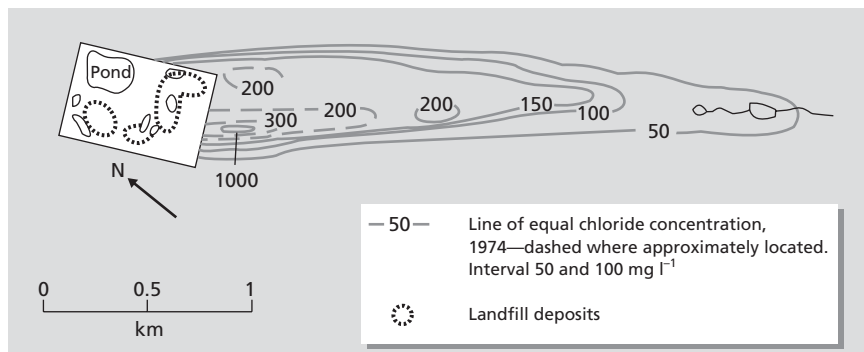 Pond
200
300
200
200
150
100
50
1000
N
50
Line of equal chloride concentration,
1974—dashed where approximately located.
Interval 50 and 100 mg l⁻¹
Landfill deposits
0 0.5 1
km